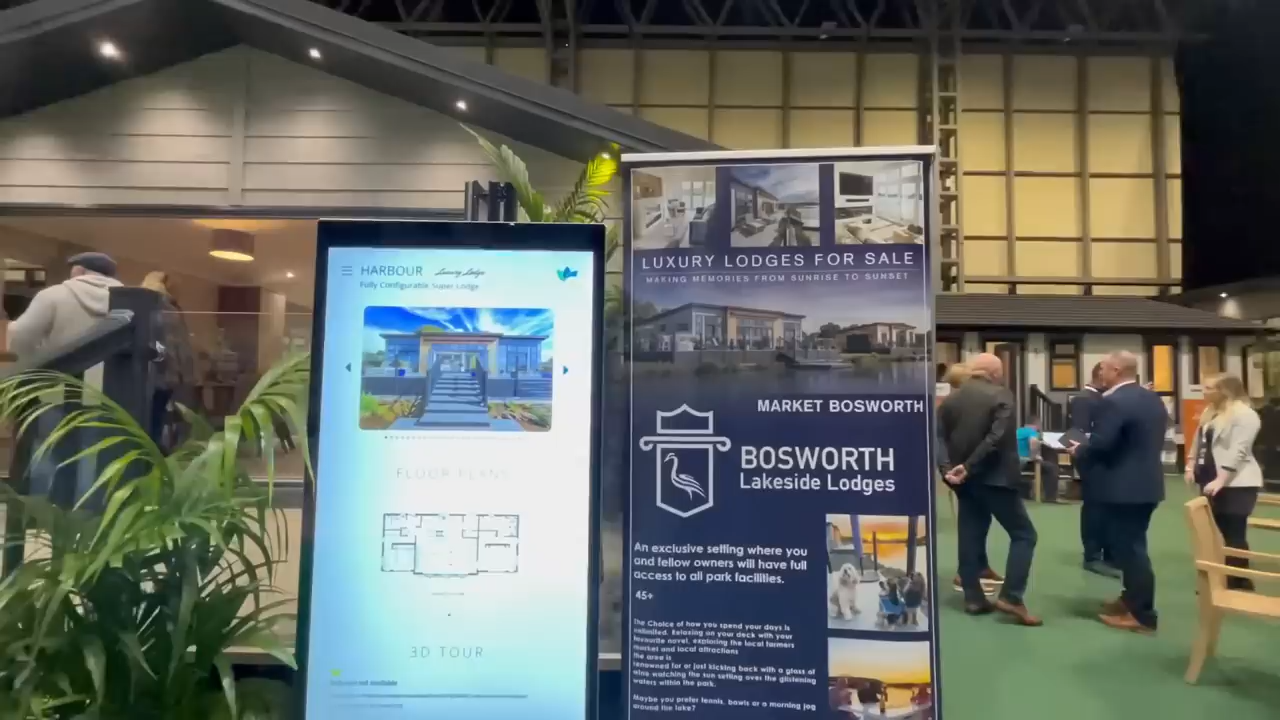 HARBOUR Luxury Lodge
Fully Configurable Super Lodge
FLOOR PLANS
3D TOUR
LUXURY LODGES FOR SALE
MAKING MEMORIES FROM SUNRISE TO SUNSET
MARKET BOSWORTH
BOSWORTH
Lakeside Lodges
An exclusive setting where you
and fellow owners will have full
access to all park facilities.
45+
The Choice of how you spend your days is
unlimited. Relaxing on your deck with your
favourite novel, exploring the local farmers
market and local attractions
the area is
renowned for or just kicking back with a glass of
wine watching the sun setting over the glistening
waters within the park.
Maybe you prefer tennis, bowls or a morning jog
around the lake?